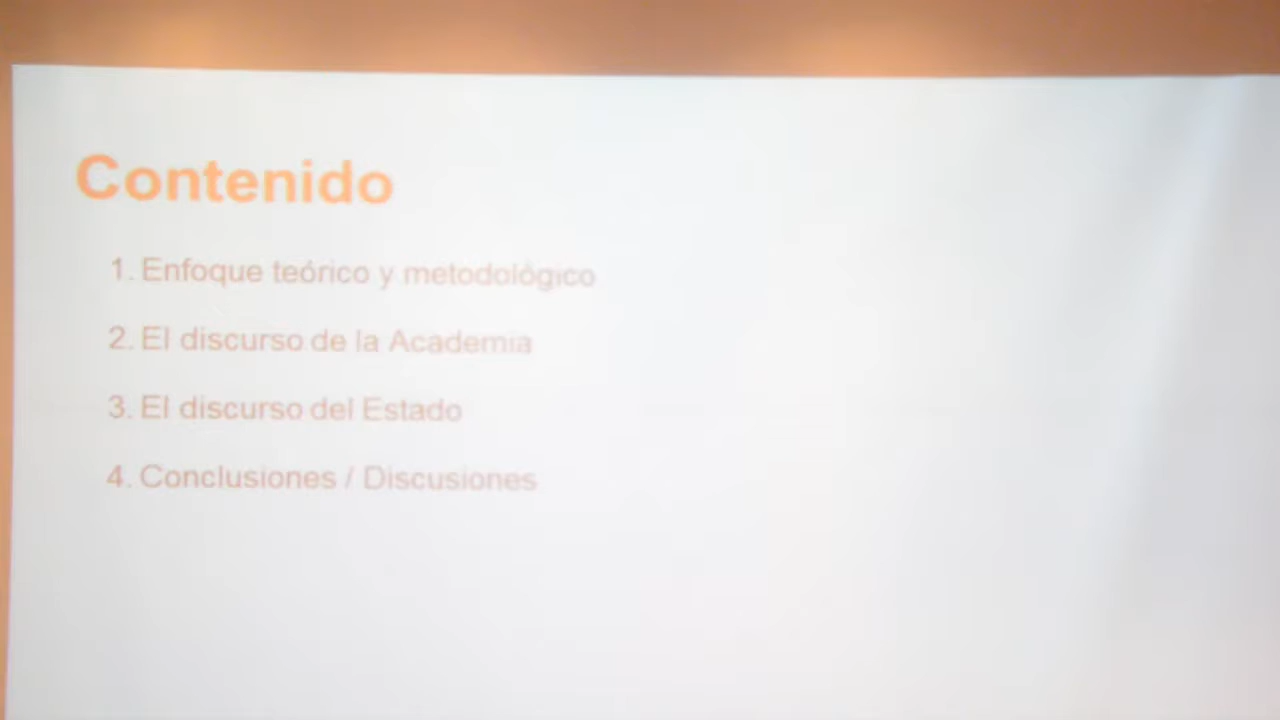 Contenido
1. Enfoque teórico y metodológico
2. El discurso de la Academia
3. El discurso del Estado
4. Conclusiones / Discusiones